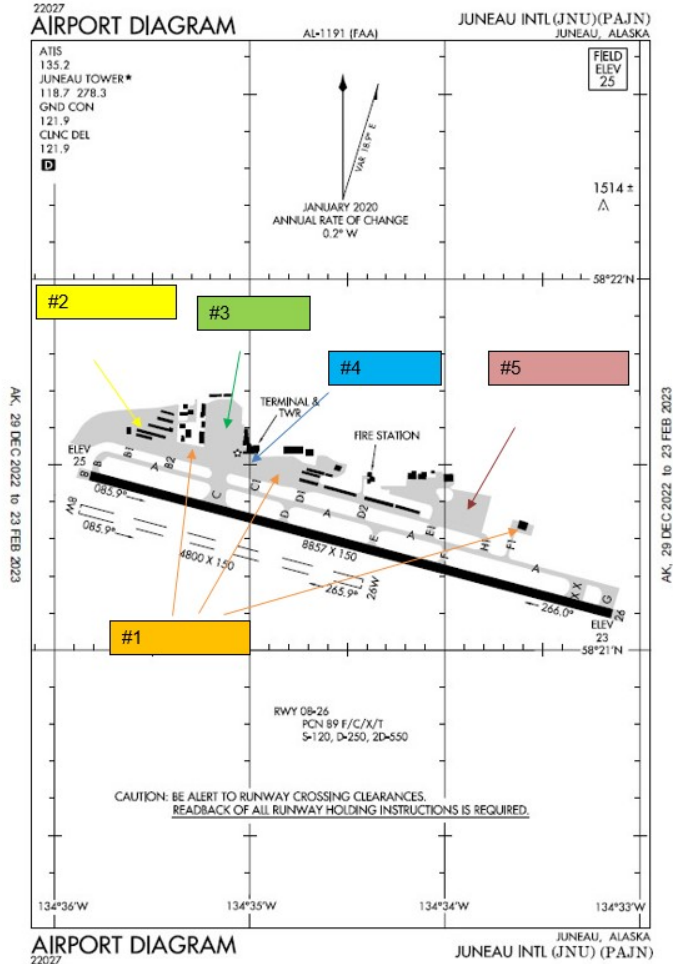 22027
AIRPORT DIAGRAM
AL-1191 (FAA)
JUNEAU INTL (JNU) (PAJN)
JUNEAU, ALASKA
ATIS
135.2
JUNEAU TOWER★
118.7 278.3
GND CON
121.9
CLNC DEL
121.9
D
FIELD
ELEV
25
VAR 18.9° E
JANUARY 2020
ANNUAL RATE OF CHANGE
0.2° W
1514 ±
58°22'N
#2
#3
#4
#5
TERMINAL &
TWR
FIRE STATION
ELEV
25
8
B
B1
A
B2
C
C1
D
D1
A
D2
E
A
E1
F
H1
F1
A
X X
G
26
085.9°
8857 X 150
266.0°
ELEV
23
8W
085.9°
4800 X 150
265.9°
26W
#1
58°21'N
RWY 08-26
PCN 89 F/C/X/T
S-120, D-250, 2D-550
CAUTION: BE ALERT TO RUNWAY CROSSING CLEARANCES.
READBACK OF ALL RUNWAY HOLDING INSTRUCTIONS IS REQUIRED.
134°36'W
134°35'W
134°34'W
134°33'W
AK, 29 DEC 2022 to 23 FEB 2023
AK, 29 DEC 2022 to 23 FEB 2023
AIRPORT DIAGRAM
22027
JUNEAU, ALASKA
JUNEAU INTL (JNU) (PAJN)